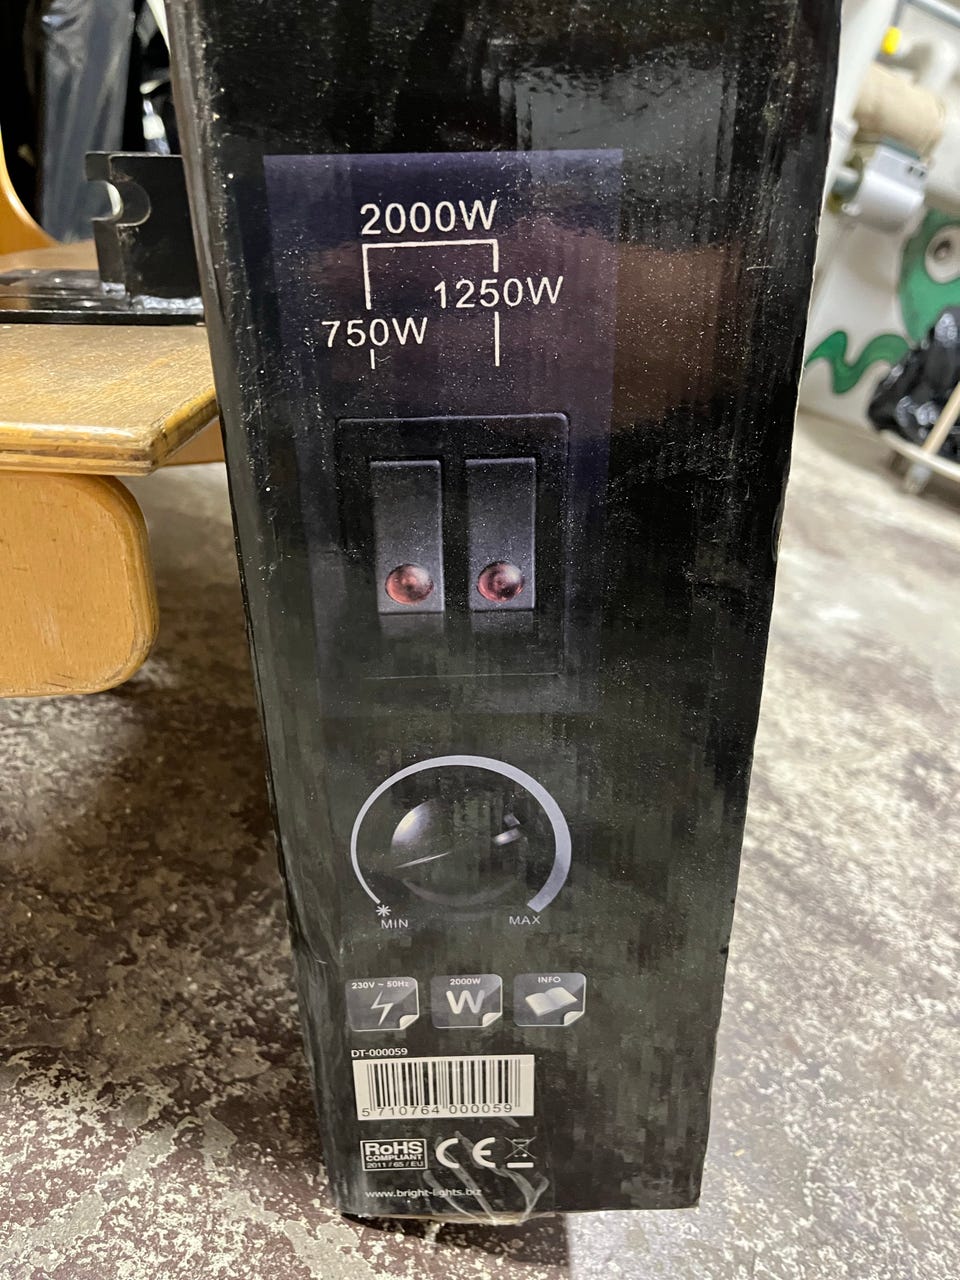 2000W
1250W
750W
MIN MAX
230V ~ 50Hz
2000W
W
INFO
DT-000059
5 710764 000059
RoHS
COMPLIANT
2011 / 65 / EU
CE
www.bright-lights.biz